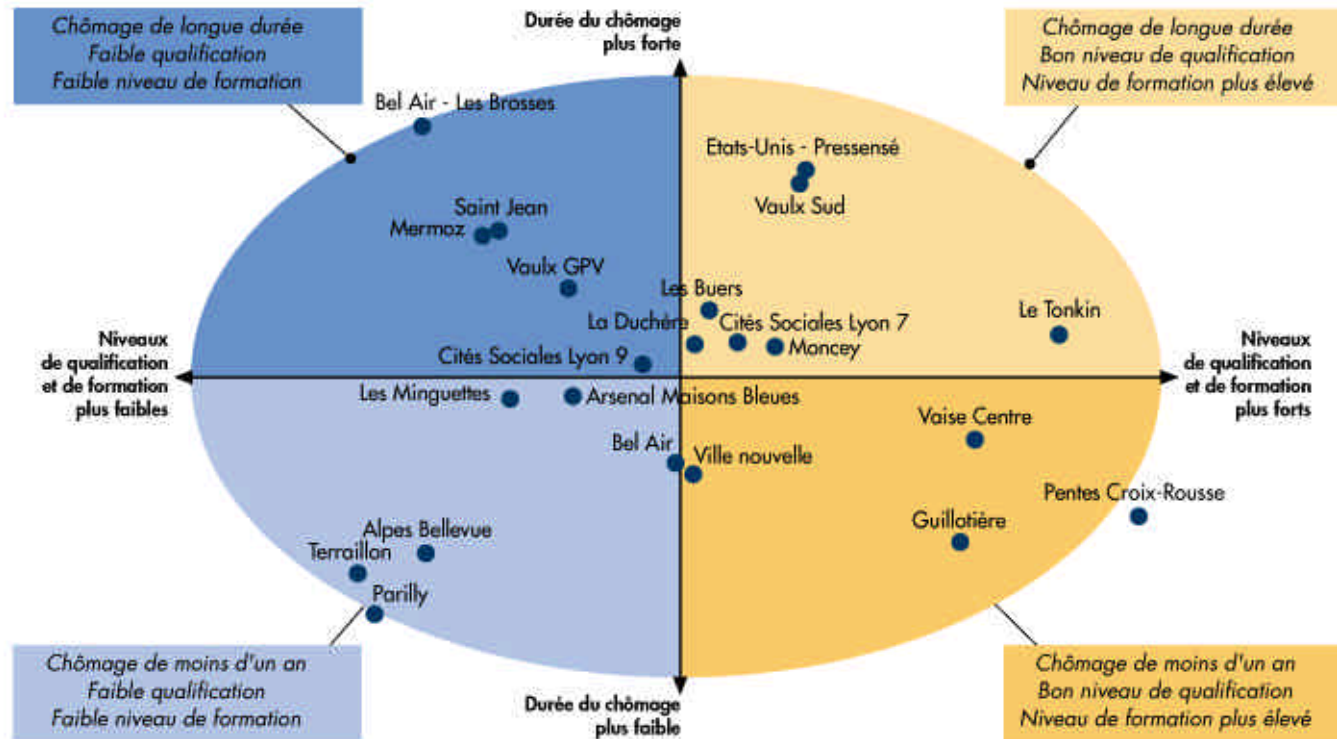 Chômage de longue durée
Faible qualification
Faible niveau de formation
Durée du chômage
plus forte
Chômage de longue durée
Bon niveau de qualification
Niveau de formation plus élevé
Bel Air - Les Brosses
Etats-Unis - Pressensé
Vaulx Sud
Saint Jean
Mermoz
Vaulx GPV
Les Buers
La Duchère
Cités Sociales Lyon 7
Le Tonkin
Moncey
Cités Sociales Lyon 9
Niveaux
de qualification
et de formation
plus faibles
Niveaux
de qualification
et de formation
plus forts
Les Minguettes
Arsenal Maisons Bleues
Vaise Centre
Bel Air
Ville nouvelle
Pentes Croix-Rousse
Guillotière
Alpes Bellevue
Terraillon
Parilly
Chômage de moins d'un an
Faible qualification
Faible niveau de formation
Durée du chômage
plus faible
Chômage de moins d'un an
Bon niveau de qualification
Niveau de formation plus élevé